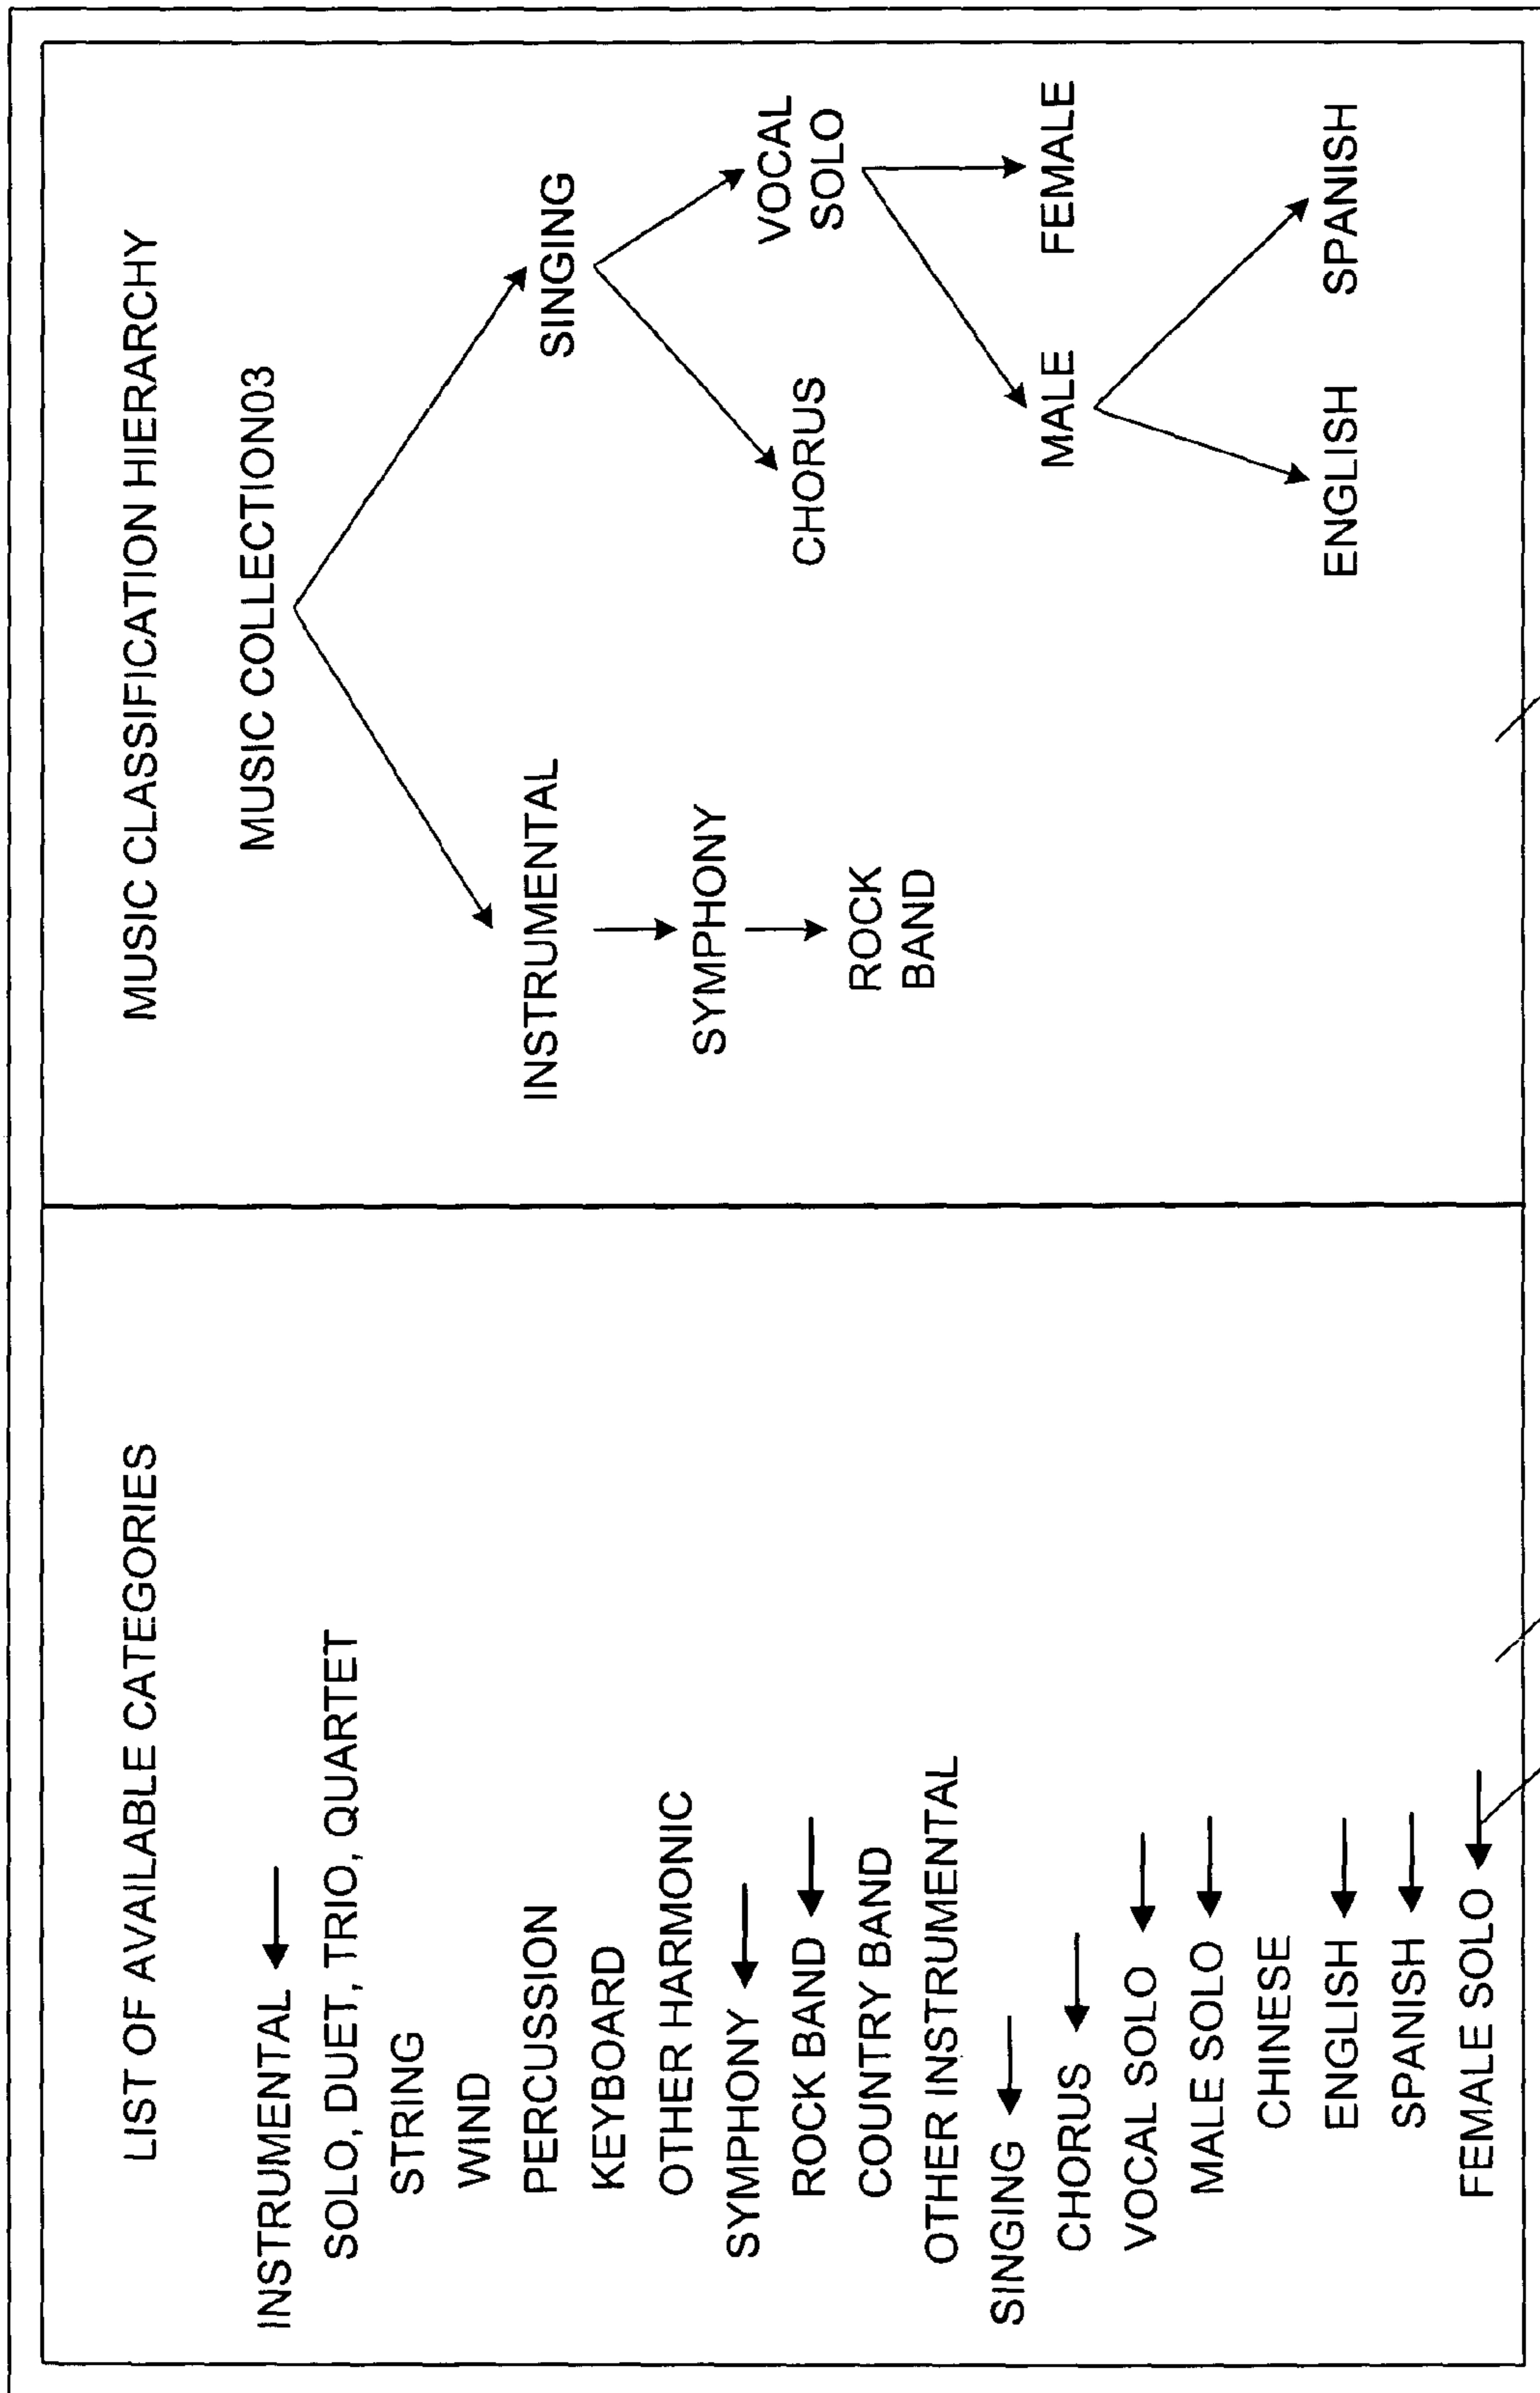 LIST OF AVAILABLE CATEGORIES
INSTRUMENTAL
SOLO, DUET, TRIO, QUARTET
STRING
WIND
PERCUSSION
KEYBOARD
OTHER HARMONIC
SYMPHONY
ROCK BAND
COUNTRY BAND
OTHER INSTRUMENTAL
SINGING
CHORUS
VOCAL SOLO
MALE SOLO
CHINESE
ENGLISH
SPANISH
FEMALE SOLO
MUSIC CLASSIFICATION HIERARCHY
MUSIC COLLECTION03
INSTRUMENTAL
SINGING
SYMPHONY
CHORUS
VOCAL
SOLO
ROCK
BAND
MALE
FEMALE
ENGLISH
SPANISH